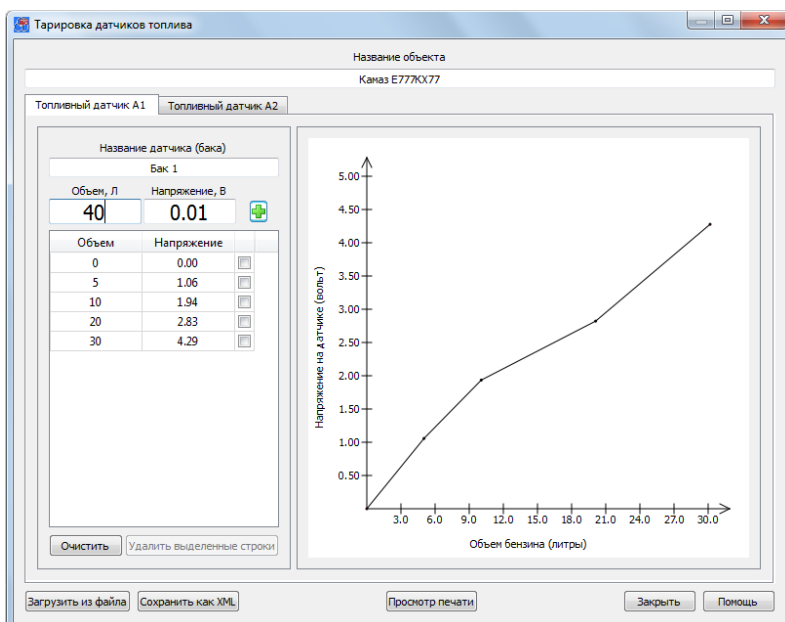 Тарировка датчиков топлива
Название объекта
Камаз E777KX77
Топливный датчик A1 Топливный датчик A2
Название датчика (бака)
Бак 1
Объем, Л Напряжение, В
40 0.01
Объем Напряжение
0 0.00
5 1.06
10 1.94
20 2.83
30 4.29
Очистить Удалить выделенные строки
Напряжение на датчике (вольт)
5.00
4.50
4.00
3.50
3.00
2.50
2.00
1.50
1.00
0.50
3.0 6.0 9.0 12.0 15.0 18.0 21.0 24.0 27.0 30.0
Объем бензина (литры)
Загрузить из файла Сохранить как XML Просмотр печати Закрыть Помощь